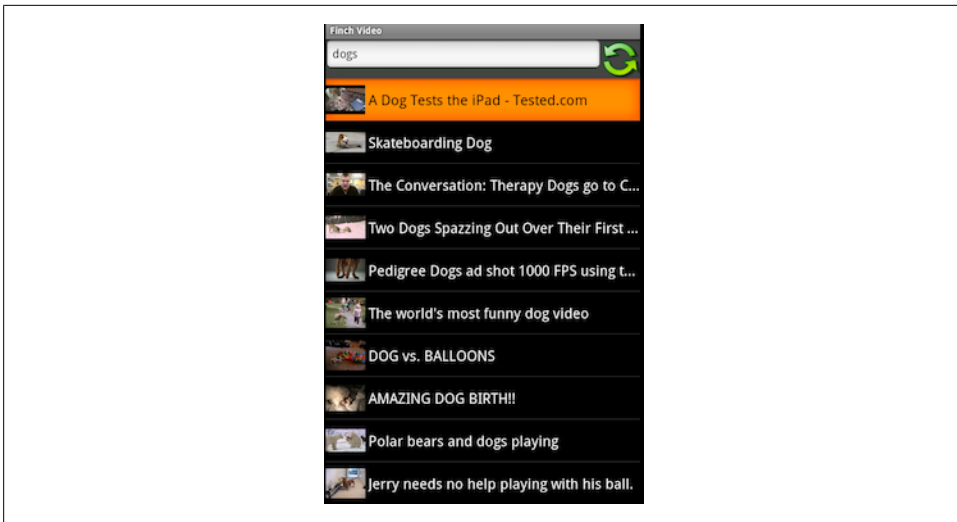 Finch Video
dogs
A Dog Tests the iPad - Tested.com
Skateboarding Dog
The Conversation: Therapy Dogs go to C...
Two Dogs Spazzing Out Over Their First ...
Pedigree Dogs ad shot 1000 FPS using t...
The world's most funny dog video
DOG vs. BALLOONS
AMAZING DOG BIRTH!!
Polar bears and dogs playing
Jerry needs no help playing with his ball.